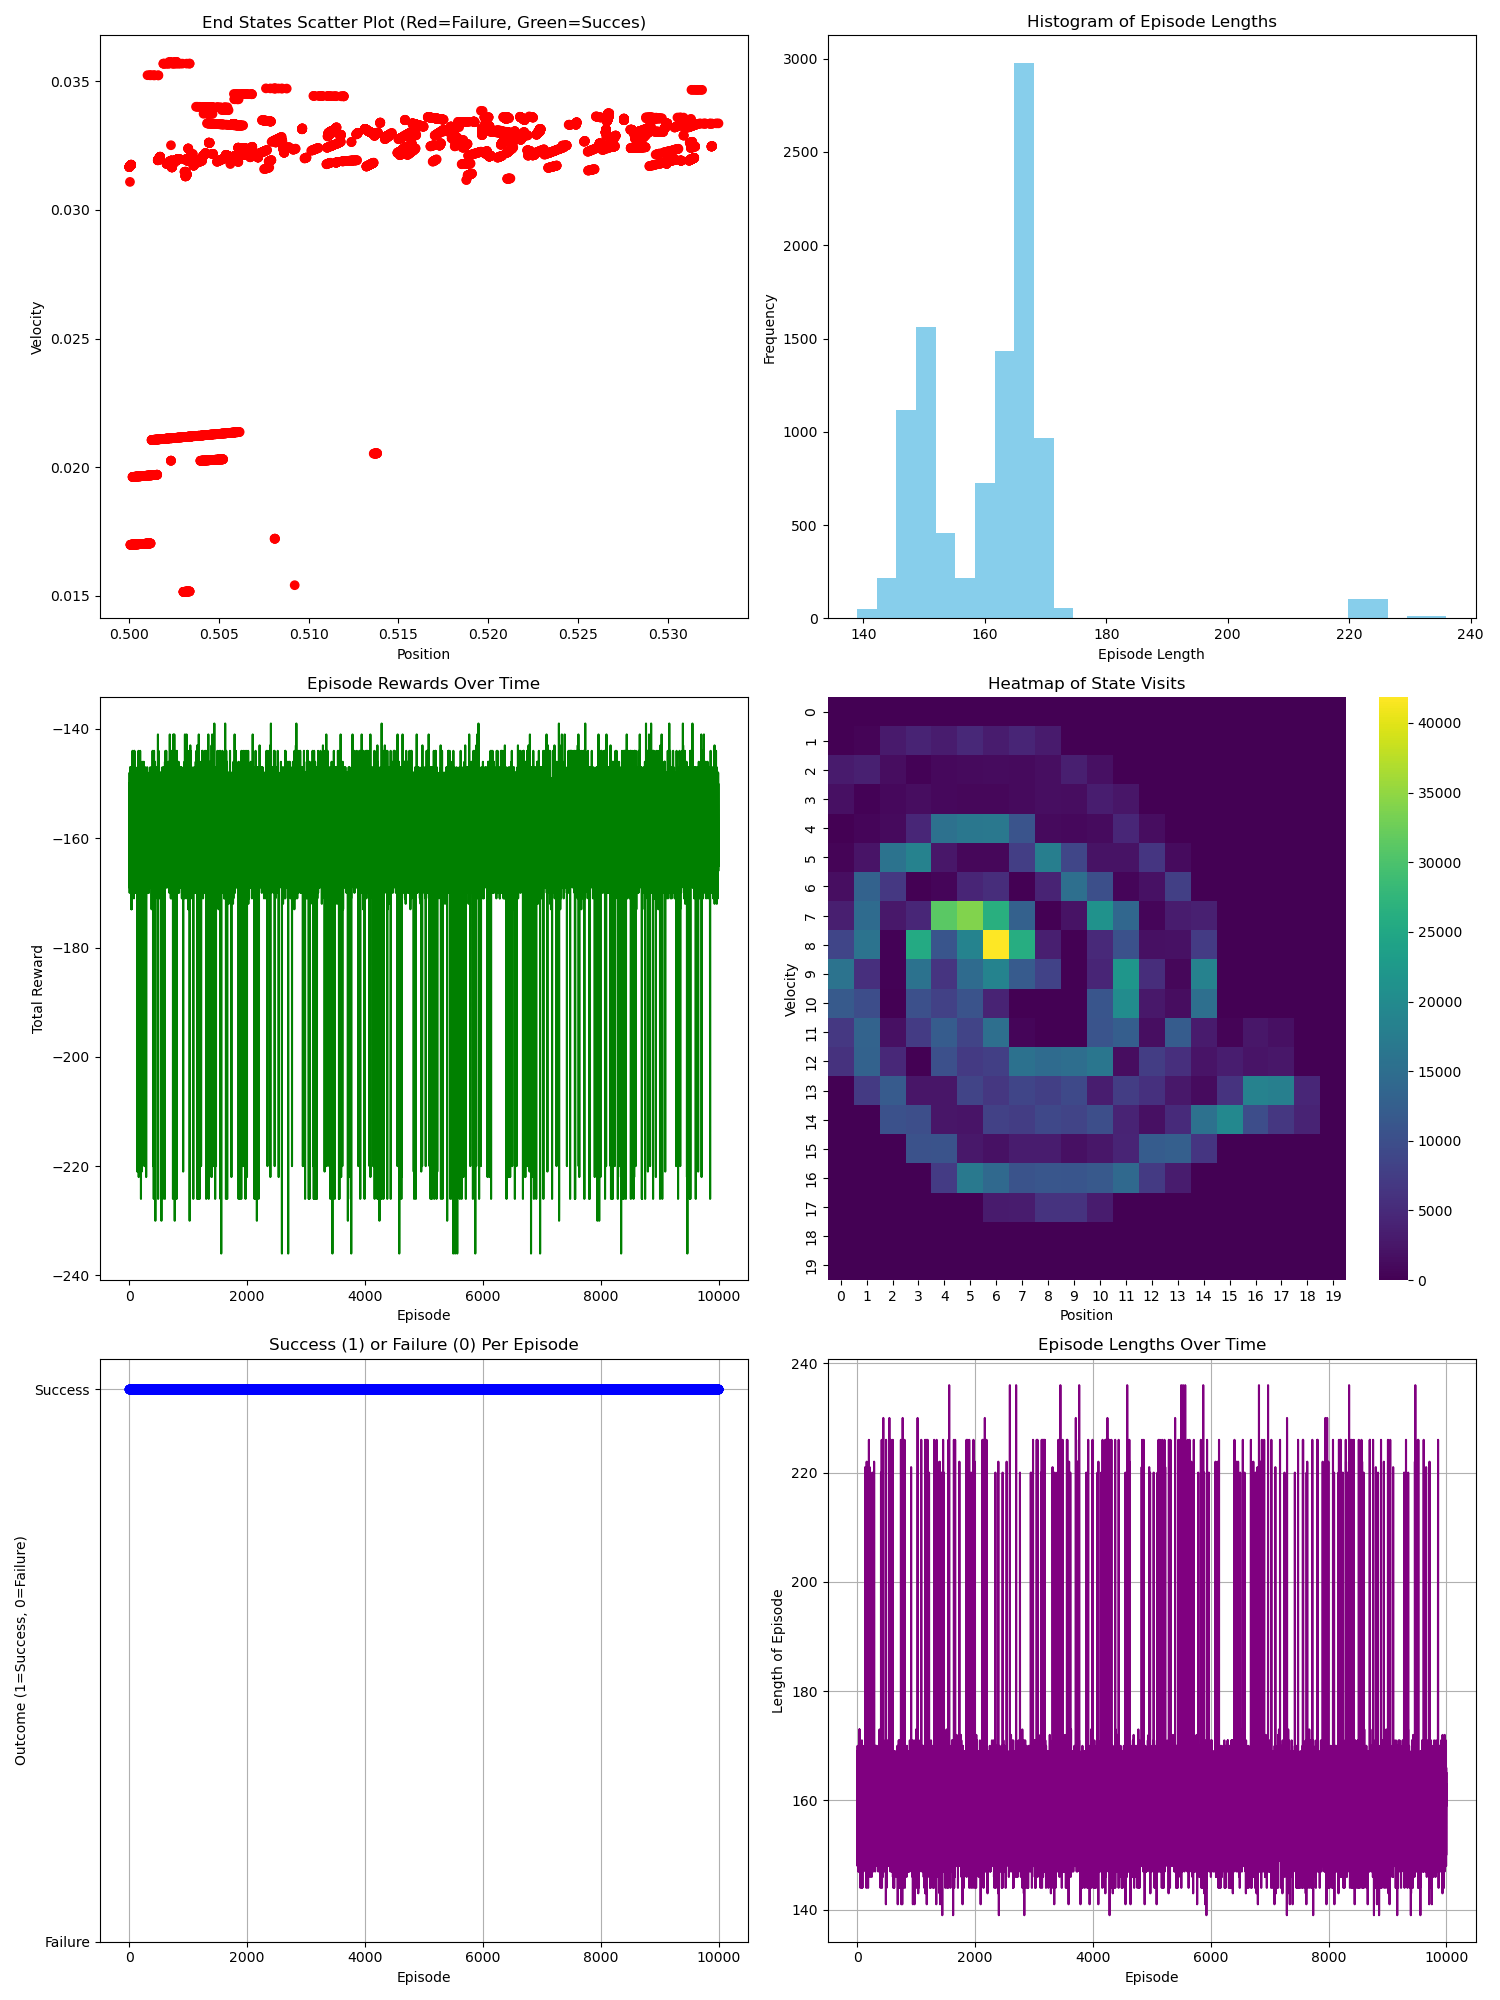 End States Scatter Plot (Red=Failure, Green=Succes)
Velocity
0.035
0.030
0.025
0.020
0.015
0.500 0.505 0.510 0.515 0.520 0.525 0.530
Position
Histogram of Episode Lengths
Frequency
3000
2500
2000
1500
1000
500
0
140 160 180 200 220 240
Episode Length
Episode Rewards Over Time
Total Reward
−140
−160
−180
−200
−220
−240
0 2000 4000 6000 8000 10000
Episode
Heatmap of State Visits
Velocity
0
1
2
3
4
5
6
7
8
9
10
11
12
13
14
15
16
17
18
19
0 1 2 3 4 5 6 7 8 9 10 11 12 13 14 15 16 17 18 19
Position
40000
35000
30000
25000
20000
15000
10000
5000
0
Success (1) or Failure (0) Per Episode
Outcome (1=Success, 0=Failure)
Success
Failure
0 2000 4000 6000 8000 10000
Episode
Episode Lengths Over Time
Length of Episode
240
220
200
180
160
140
0 2000 4000 6000 8000 10000
Episode